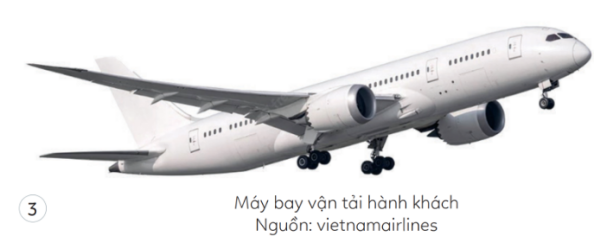 3
Máy bay vận tải hành khách
Nguồn: vietnamairlines